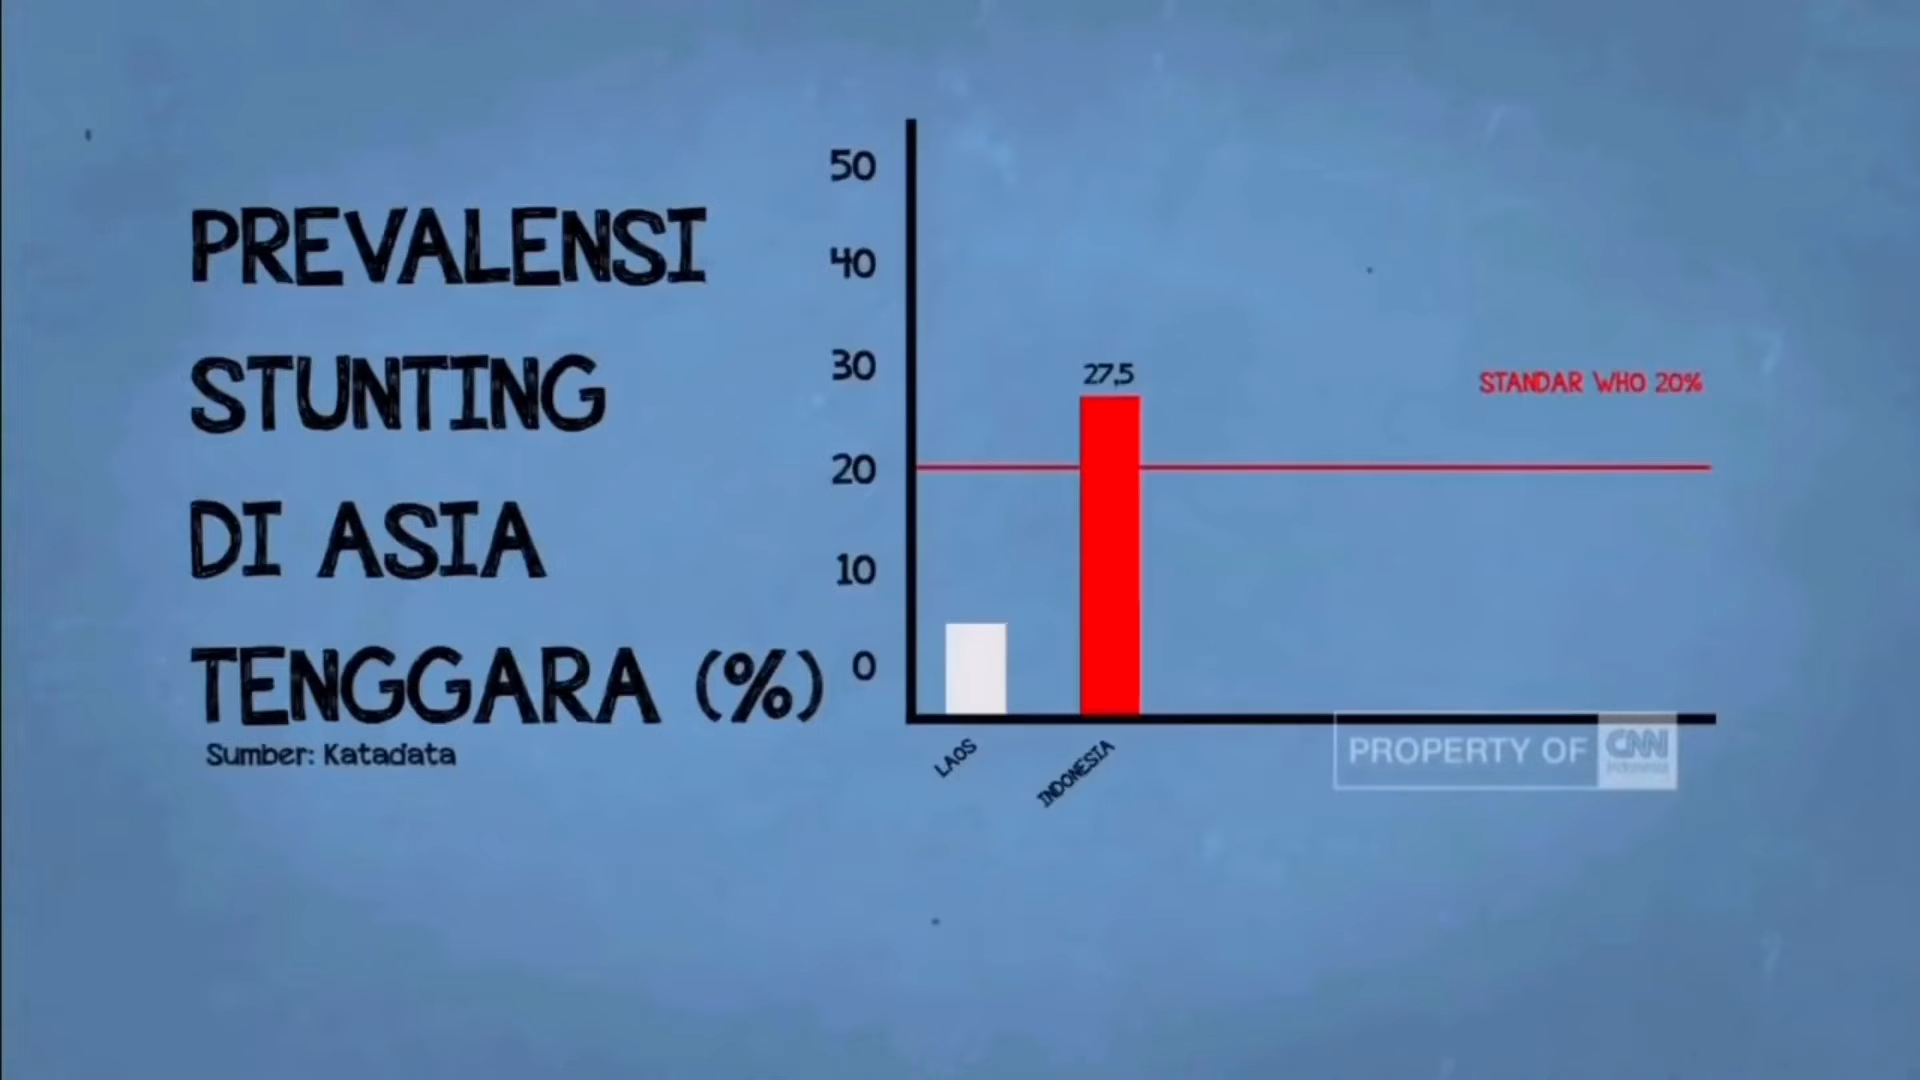 PREVALENSI
STUNTING
DI ASIA
TENGGARA (%)
Sumber: Katadata
50
40
30
20
10
0
27,5
STANDAR WHO 20%
LAOS
INDONESIA
PROPERTY OF CNN
Indonesia